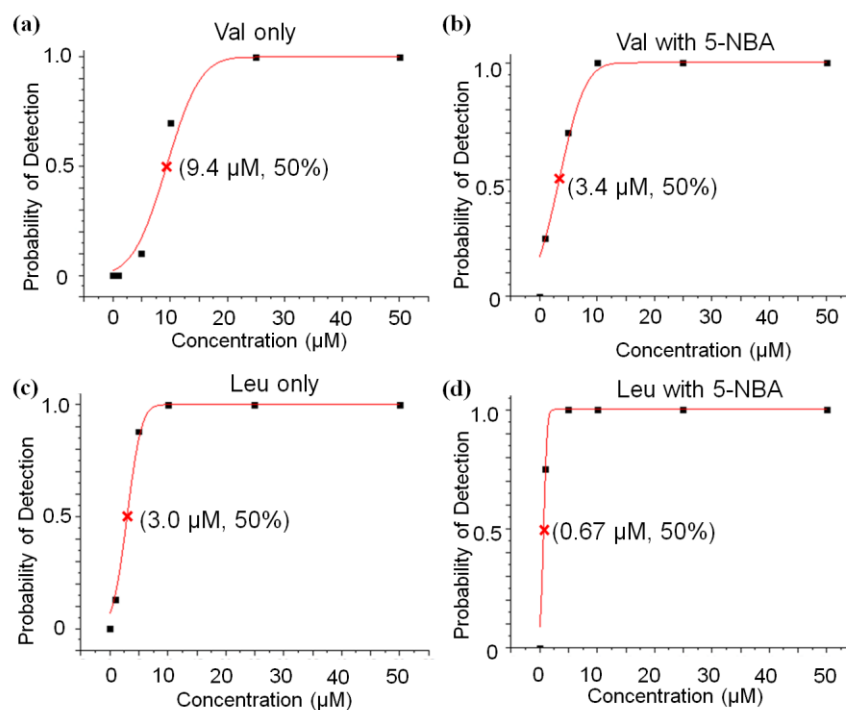 (a)
Val only
1.0
0.5
0
Probability of Detection
(9.4 µM, 50%)
0 10 20 30 40 50
Concentration (µM)
(b)
Val with 5-NBA
1.0
0.5
0
Probability of Detection
(3.4 µM, 50%)
0 10 20 30 40 50
Concentration (µM)
(c)
Leu only
1.0
0.5
0
Probability of Detection
(3.0 µM, 50%)
0 10 20 30 40 50
Concentration (µM)
(d)
Leu with 5-NBA
1.0
0.5
0
Probability of Detection
(0.67 µM, 50%)
0 10 20 30 40 50
Concentration (µM)